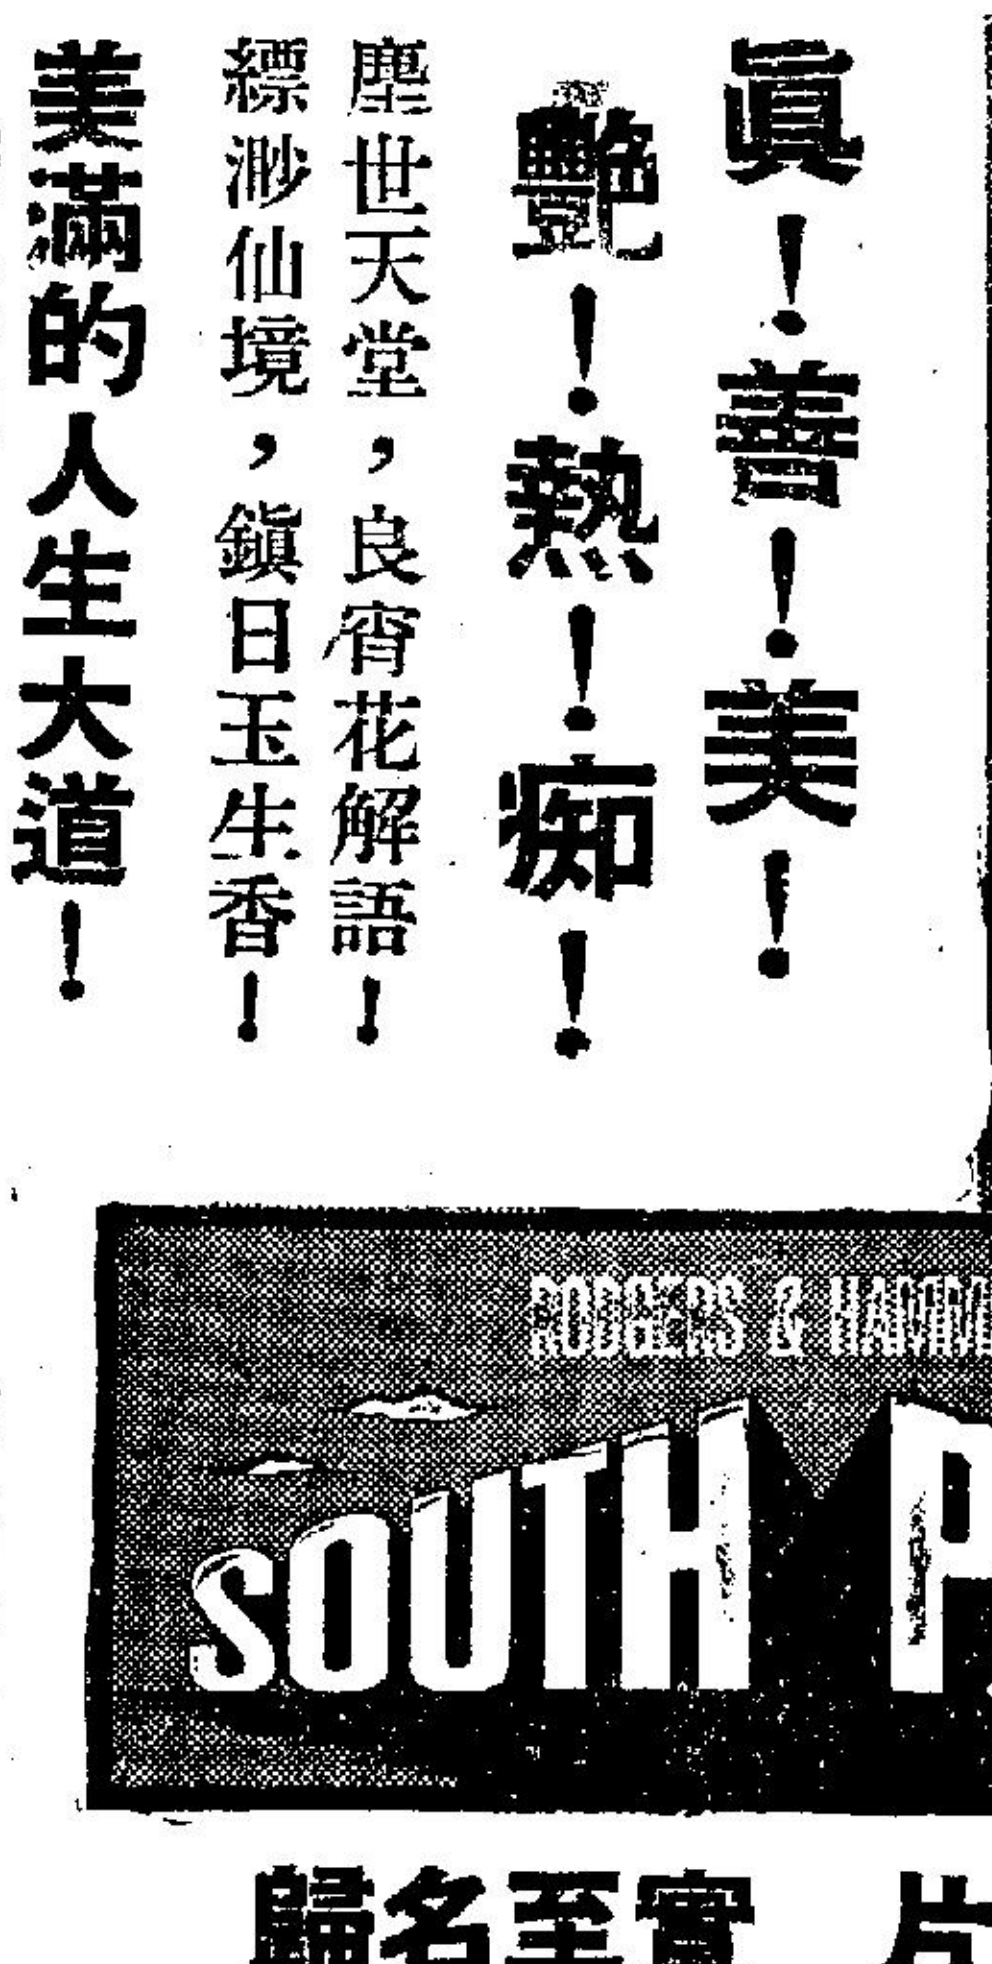 眞！善！美！
艷！熱！痴！
塵世天堂，良宵花解語！
縹渺仙境，鎭日玉生香！
美滿的人生大道！
RODGERS & HAMM
SOUTH P
歸名至實 片